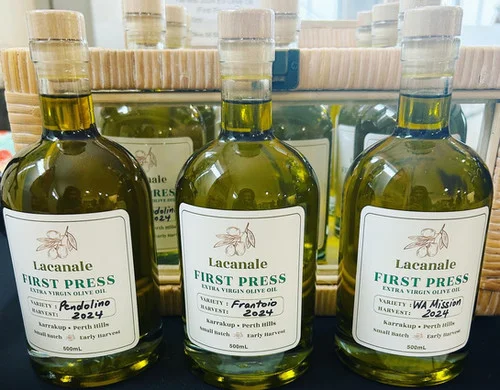 Lacanale
FIRST PRESS
EXTRA VIRGIN OLIVE OIL
VARIETY: Pendolino
HARVEST: 2024
Karrakup • Perth Hills
Small Batch Early Harvest
500mL
Lacanale
FIRST PRESS
EXTRA VIRGIN OLIVE OIL
VARIETY: Frantoio
HARVEST: 2024
Karrakup • Perth Hills
Small Batch Early Harvest
500mL
Lacanale
FIRST PRESS
EXTRA VIRGIN OLIVE OIL
VARIETY: WA Mission
HARVEST: 2024
Karrakup • Perth Hills
Small Batch Early Harvest
500mL
2024